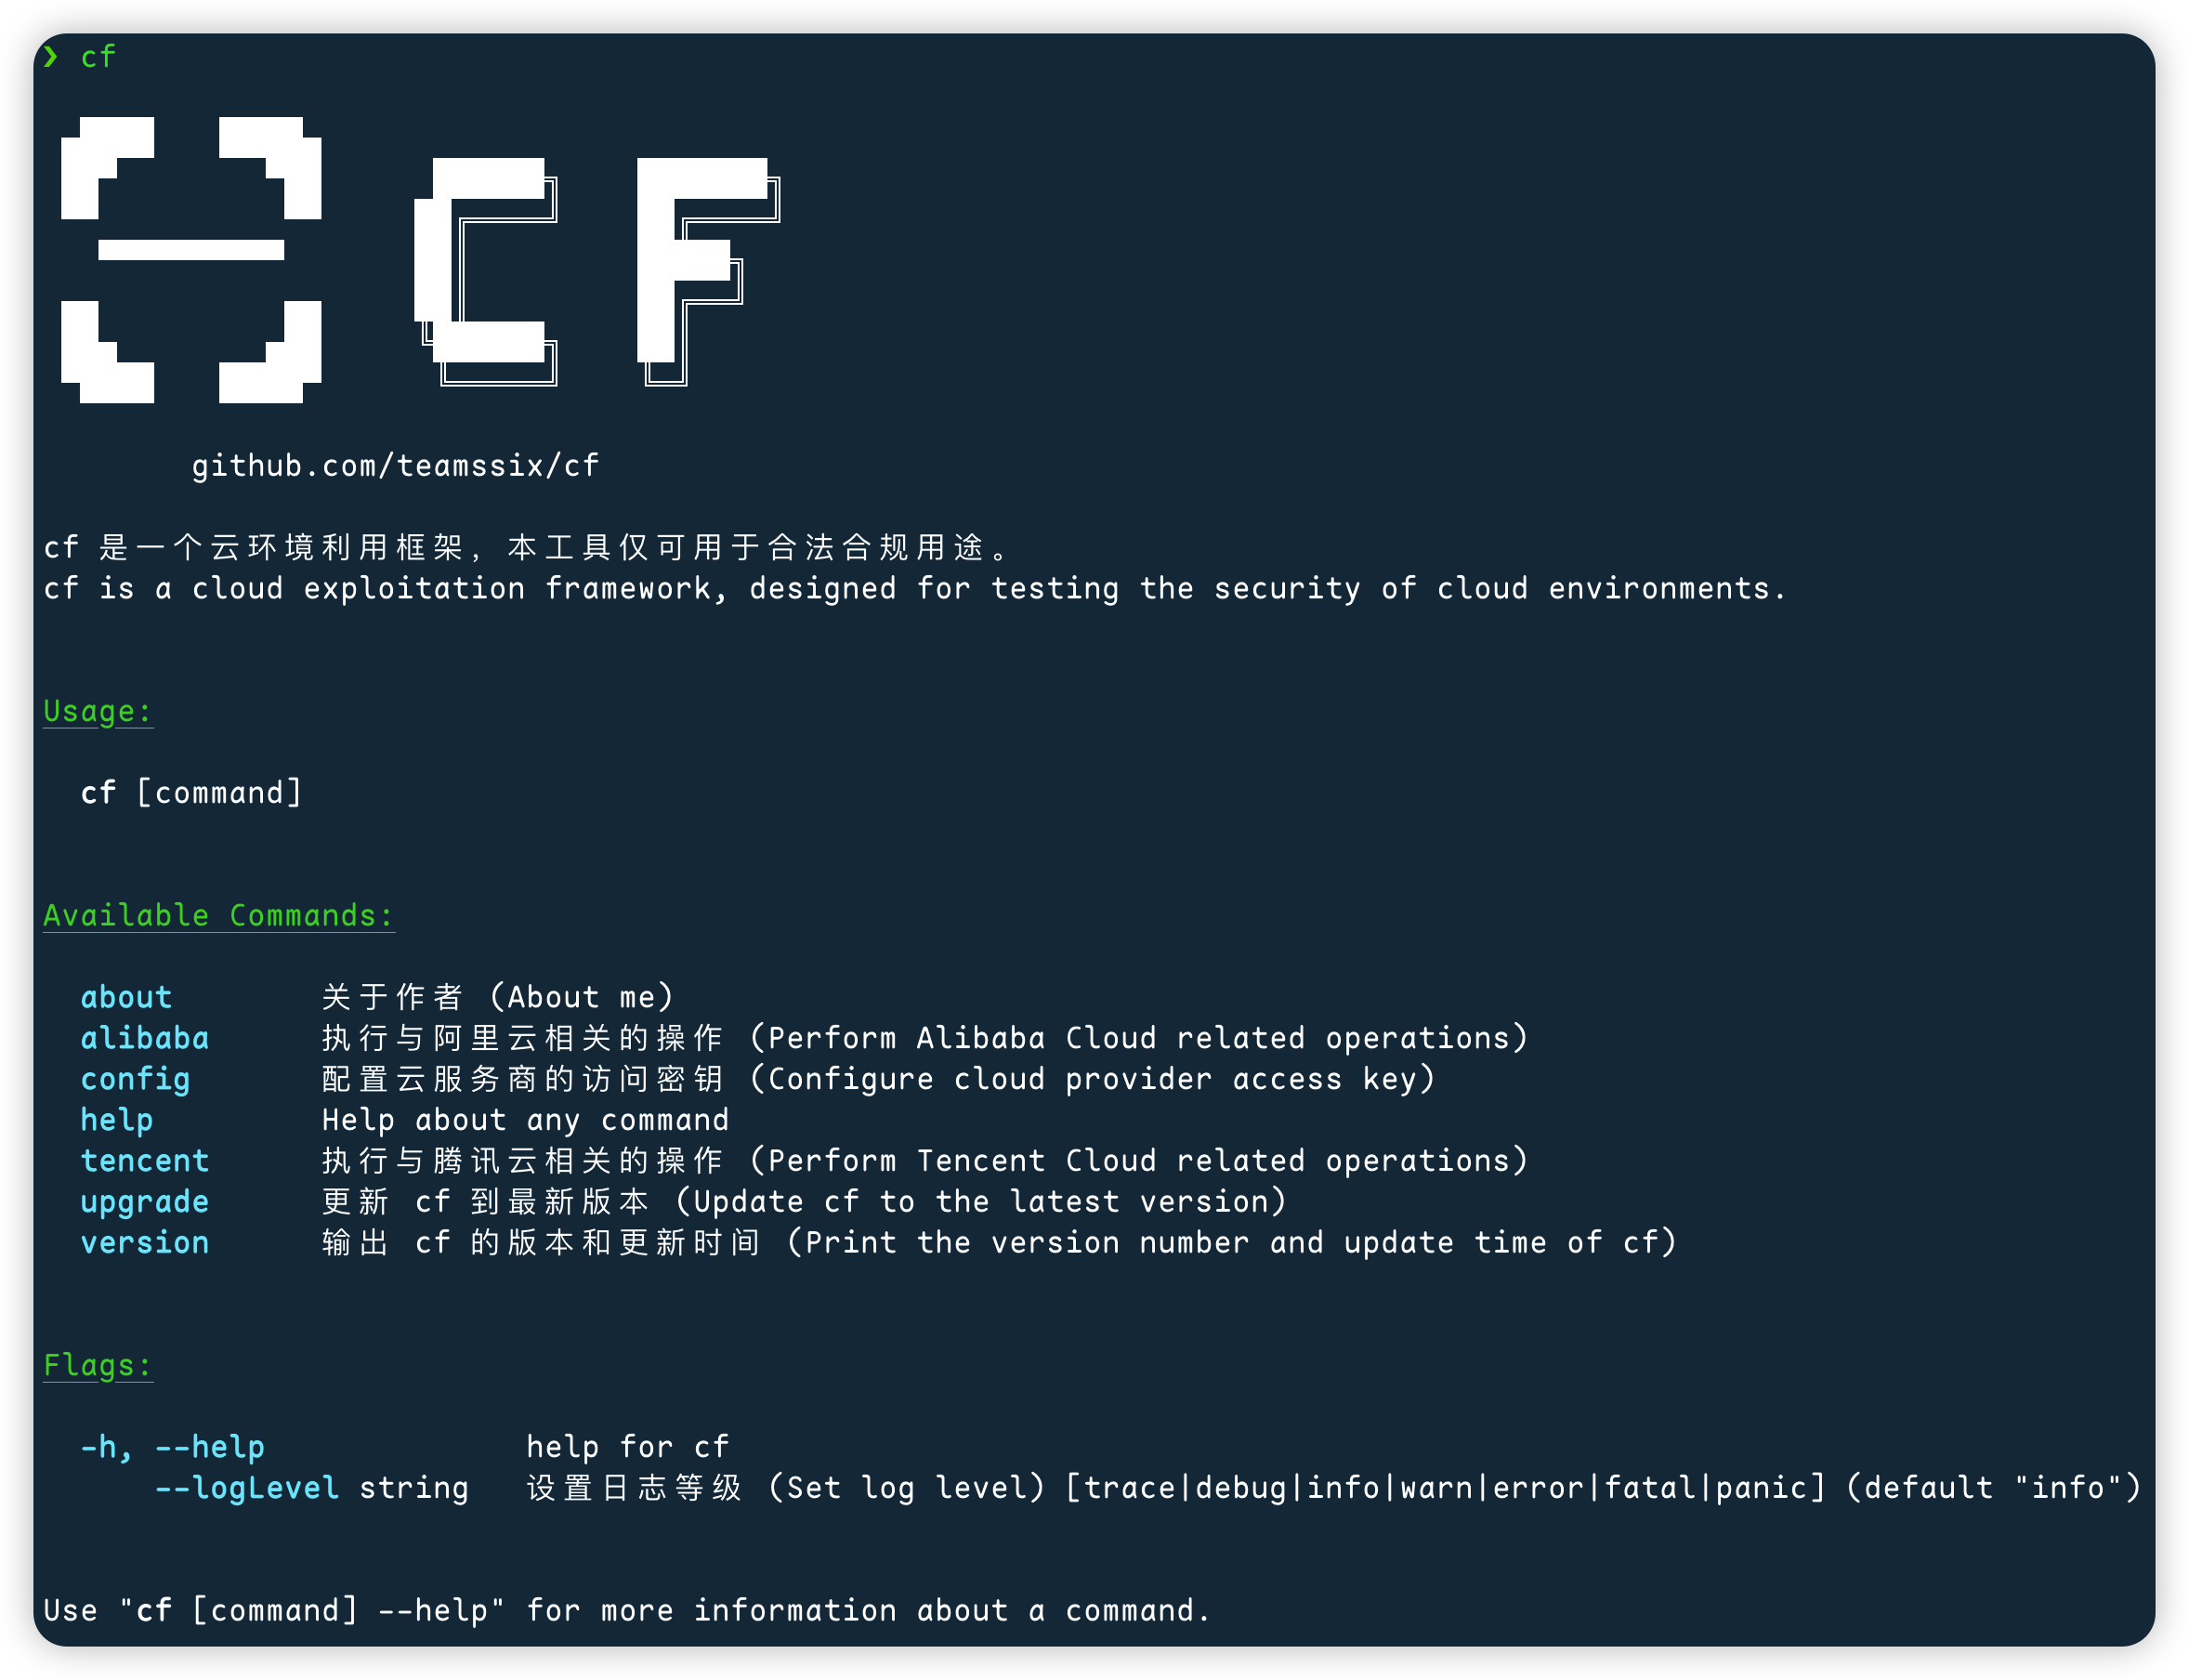 ❯ cf
CF
github.com/teamssix/cf
cf 是一个云环境利用框架，本工具仅可用于合法合规用途。
cf is a cloud exploitation framework, designed for testing the security of cloud environments.
Usage:
cf [command]
Available Commands:
about 关于作者 (About me)
alibaba 执行与阿里云相关的操作 (Perform Alibaba Cloud related operations)
config 配置云服务商的访问密钥 (Configure cloud provider access key)
help Help about any command
tencent 执行与腾讯云相关的操作 (Perform Tencent Cloud related operations)
upgrade 更新 cf 到最新版本 (Update cf to the latest version)
version 输出 cf 的版本和更新时间 (Print the version number and update time of cf)
Flags:
-h, --help help for cf
--logLevel string 设置日志等级 (Set log level) [trace|debug|info|warn|error|fatal|panic] (default "info")
Use "cf [command] --help" for more information about a command.